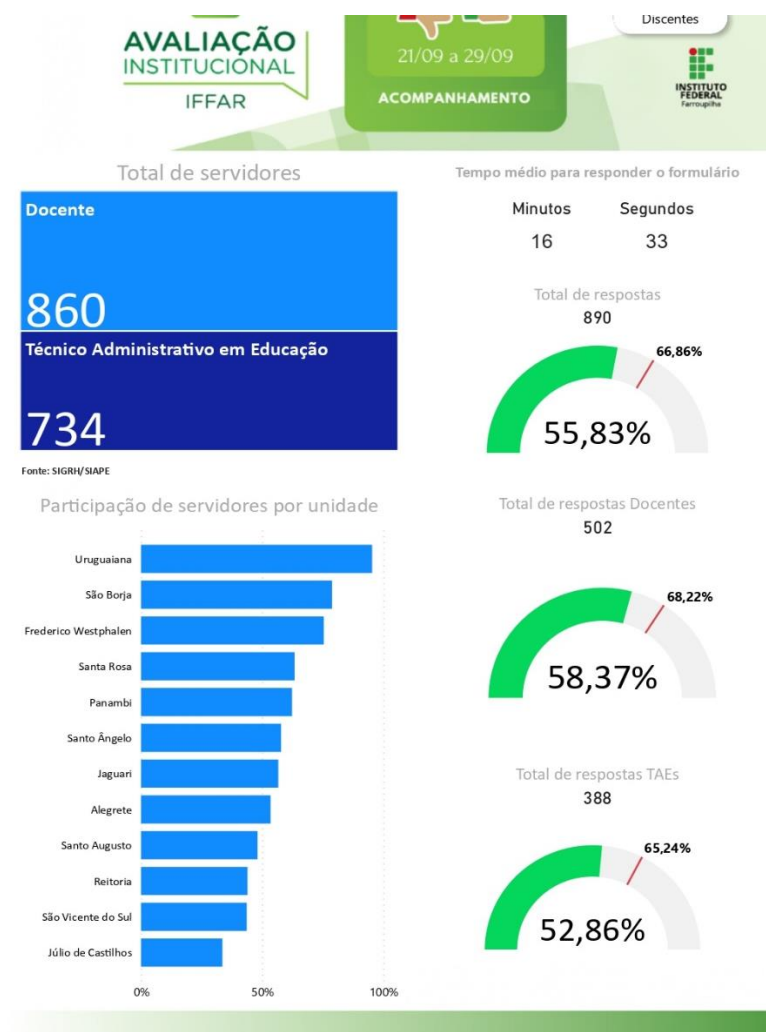 AVALIAÇÃO
INSTITUCIONAL
IFFAR
21/09 a 29/09
ACOMPANHAMENTO
Discentes
INSTITUTO
FEDERAL
Farroupilha
Total de servidores
Docente
860
Técnico Administrativo em Educação
734
Fonte: SIGRH/SIAPE
Tempo médio para responder o formulário
Minutos Segundos
16 33
Total de respostas
890
66,86%
55,83%
Participação de servidores por unidade
Uruguaiana
São Borja
Frederico Westphalen
Santa Rosa
Panambi
Santo Ângelo
Jaguari
Alegrete
Santo Augusto
Reitoria
São Vicente do Sul
Júlio de Castilhos
0% 50% 100%
Total de respostas Docentes
502
68,22%
58,37%
Total de respostas TAEs
388
65,24%
52,86%